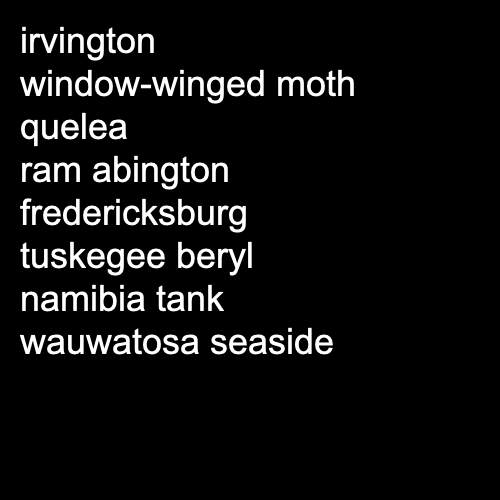 irvington
window-winged moth
quelea
ram abington
fredericksburg
tuskegee beryl
namibia tank
wauwatosa seaside